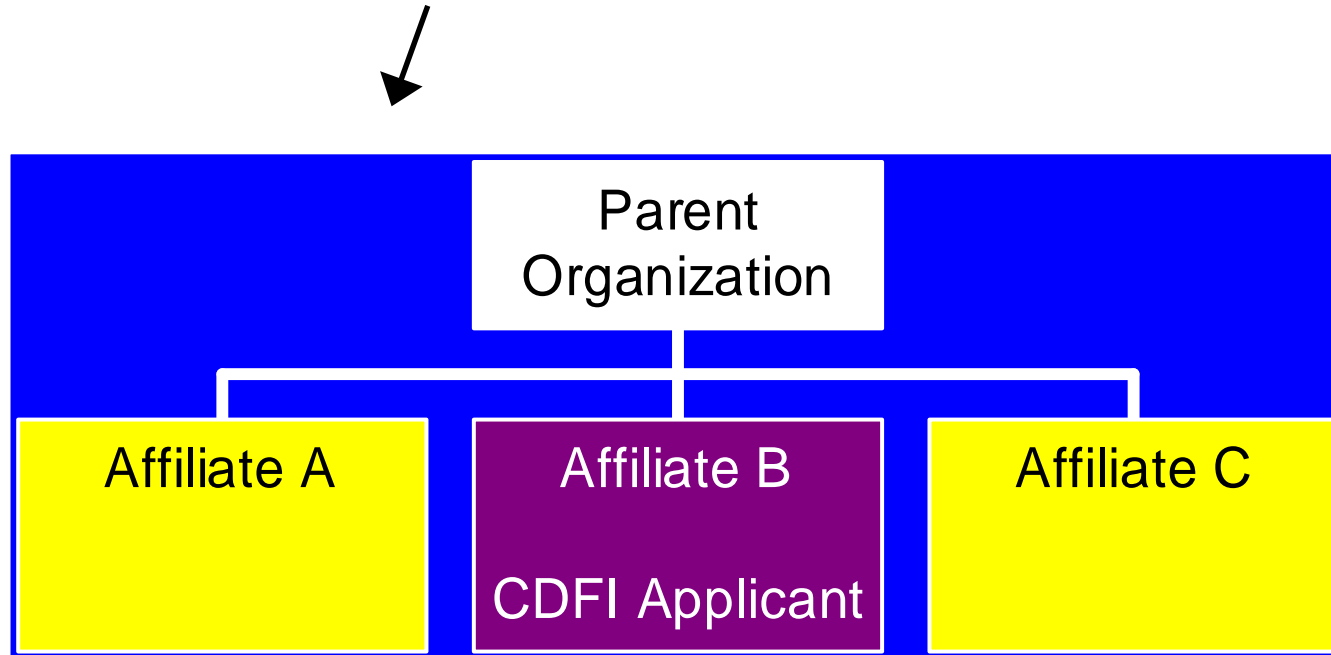 Parent
Organization
Affiliate A
Affiliate B
CDFI Applicant
Affiliate C